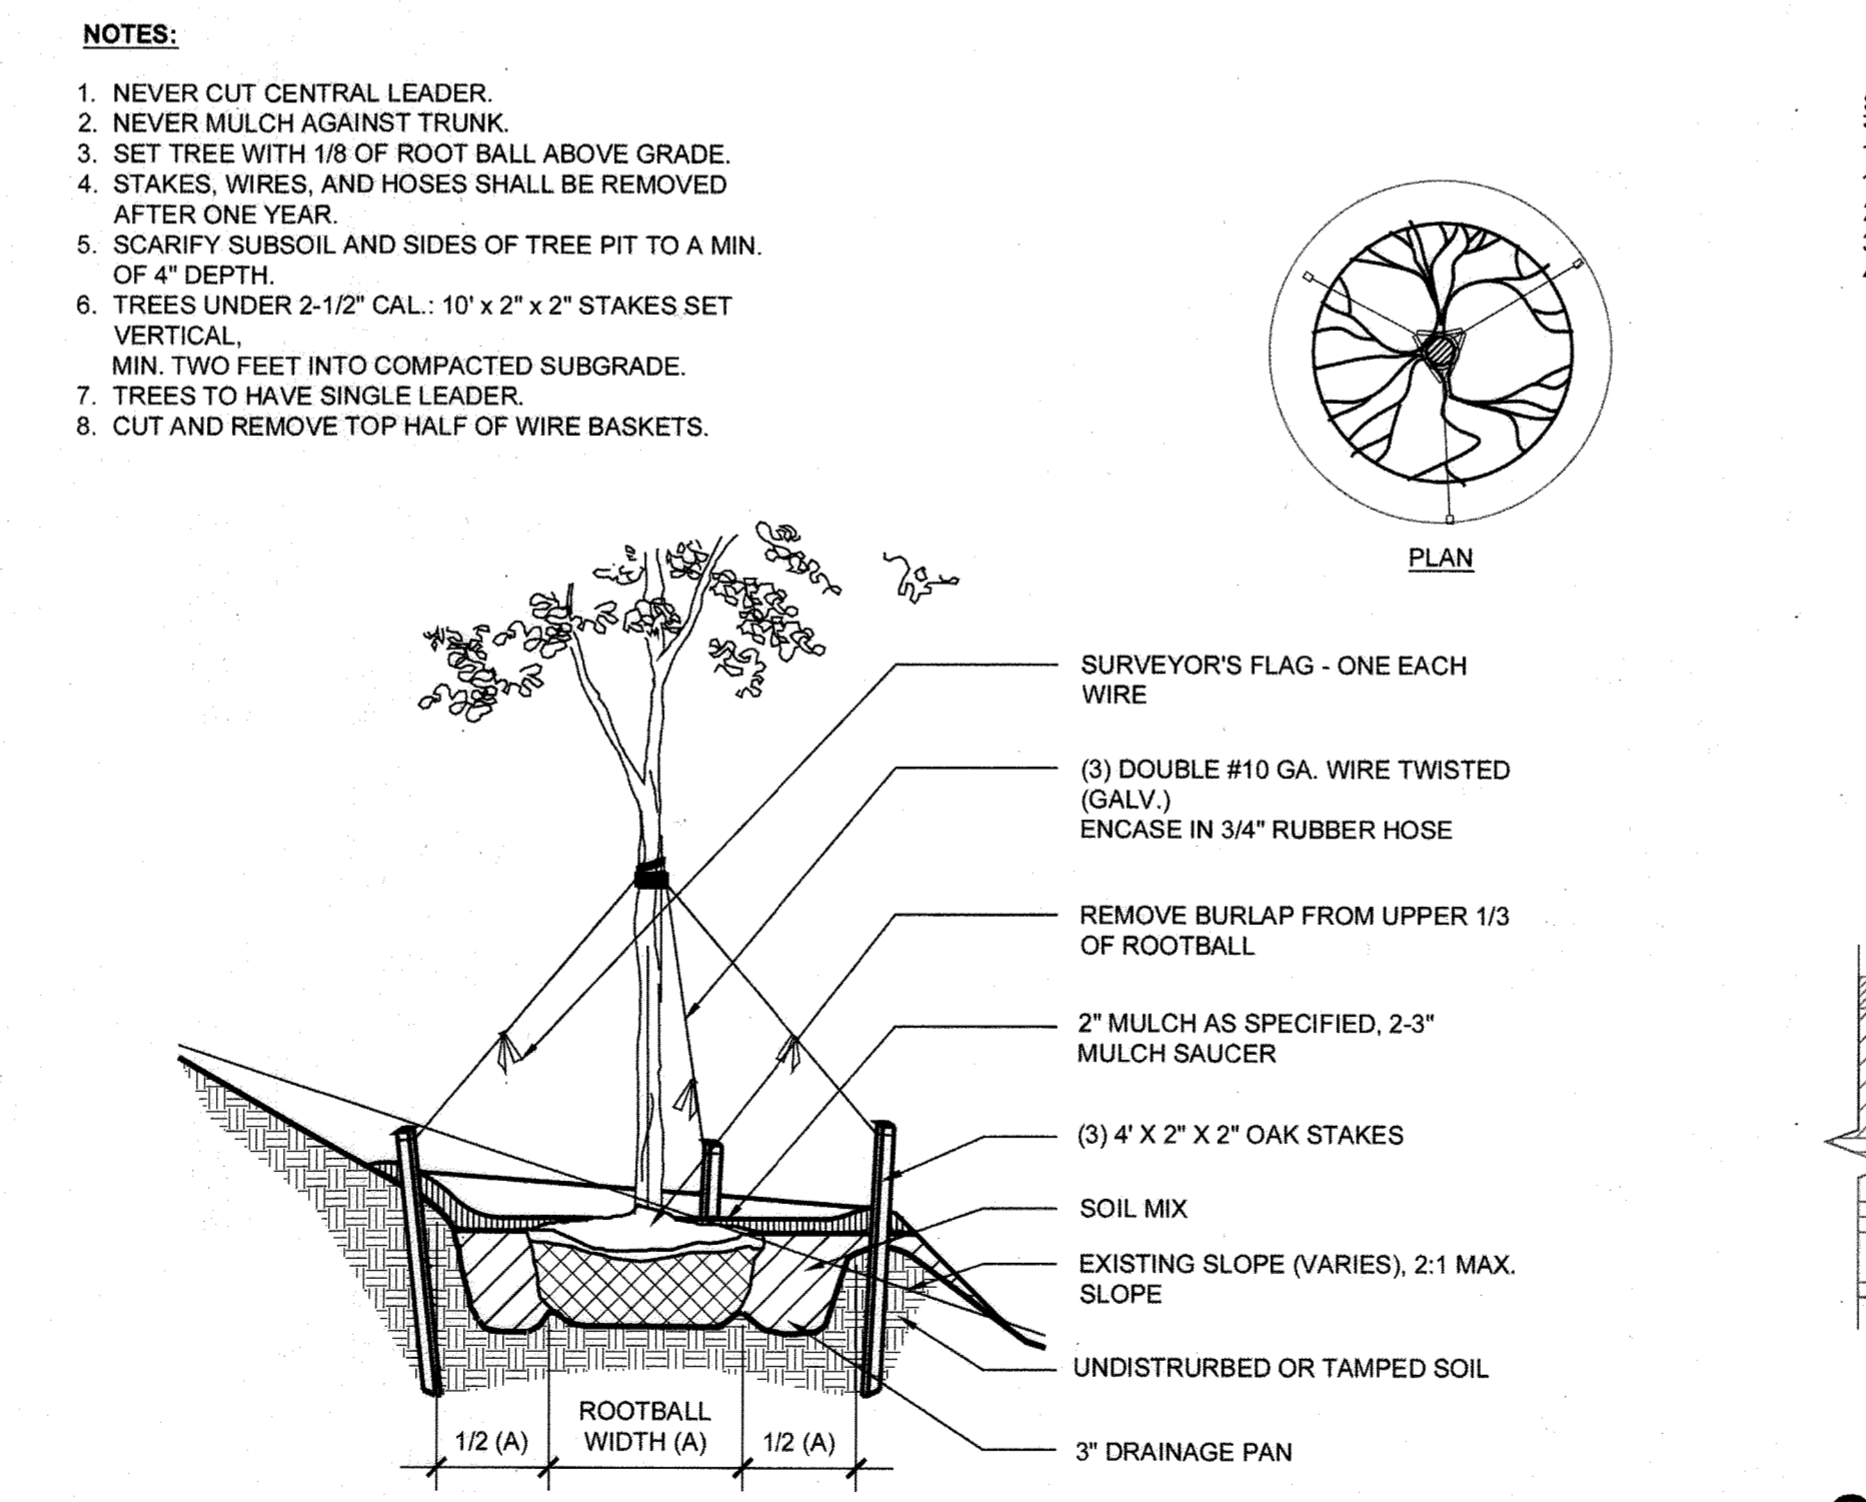 NOTES:
1. NEVER CUT CENTRAL LEADER.
2. NEVER MULCH AGAINST TRUNK.
3. SET TREE WITH 1/8 OF ROOT BALL ABOVE GRADE.
4. STAKES, WIRES, AND HOSES SHALL BE REMOVED
AFTER ONE YEAR.
5. SCARIFY SUBSOIL AND SIDES OF TREE PIT TO A MIN.
OF 4" DEPTH.
6. TREES UNDER 2-1/2" CAL.: 10' x 2" x 2" STAKES SET
VERTICAL,
MIN. TWO FEET INTO COMPACTED SUBGRADE.
7. TREES TO HAVE SINGLE LEADER.
8. CUT AND REMOVE TOP HALF OF WIRE BASKETS.
PLAN
SURVEYOR'S FLAG - ONE EACH
WIRE
(3) DOUBLE #10 GA. WIRE TWISTED
(GALV.)
ENCASE IN 3/4" RUBBER HOSE
REMOVE BURLAP FROM UPPER 1/3
OF ROOTBALL
2" MULCH AS SPECIFIED, 2-3"
MULCH SAUCER
(3) 4' X 2" X 2" OAK STAKES
SOIL MIX
EXISTING SLOPE (VARIES), 2:1 MAX.
SLOPE
UNDISTRURBED OR TAMPED SOIL
3" DRAINAGE PAN
1/2 (A)
ROOTBALL
WIDTH (A)
1/2 (A)